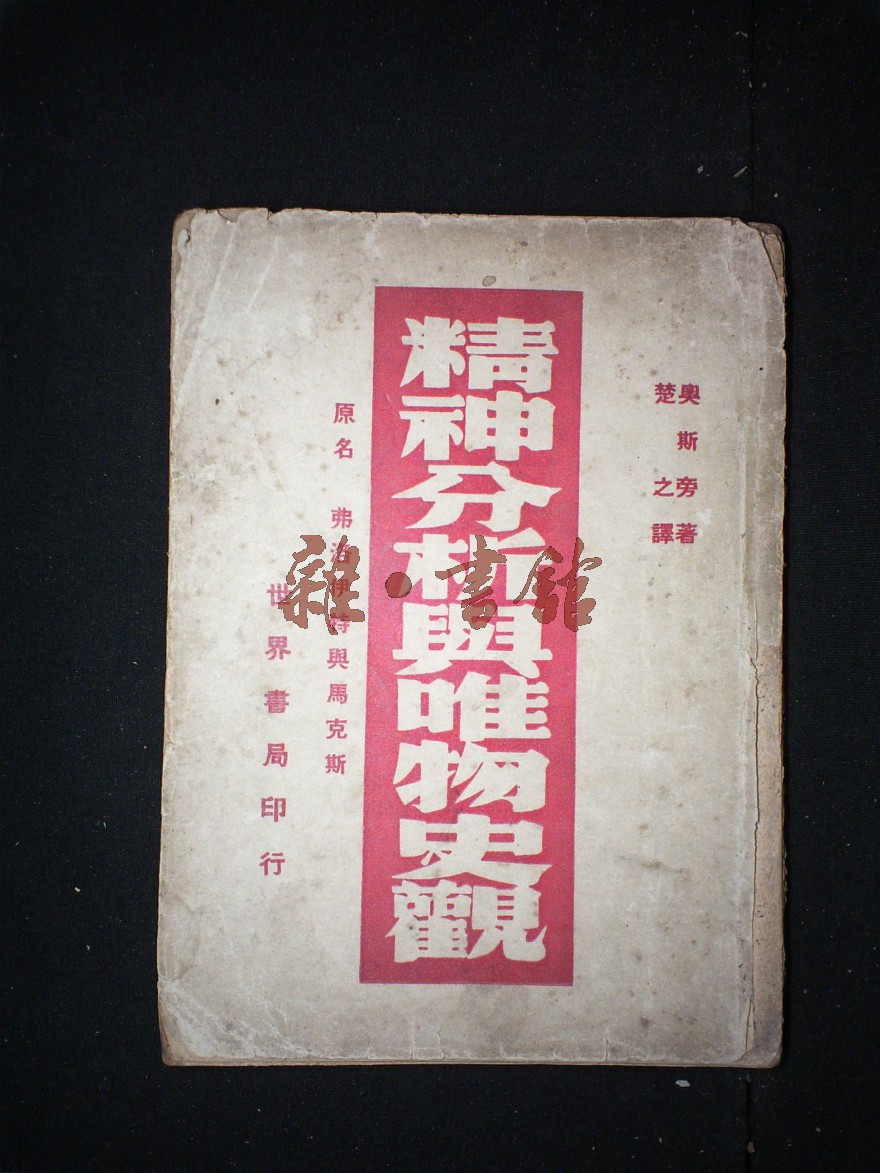 奧斯旁著
楚之譯
精神分析與唯物史觀
原名 弗洛伊特與馬克斯
世界書局印行
雜·書館